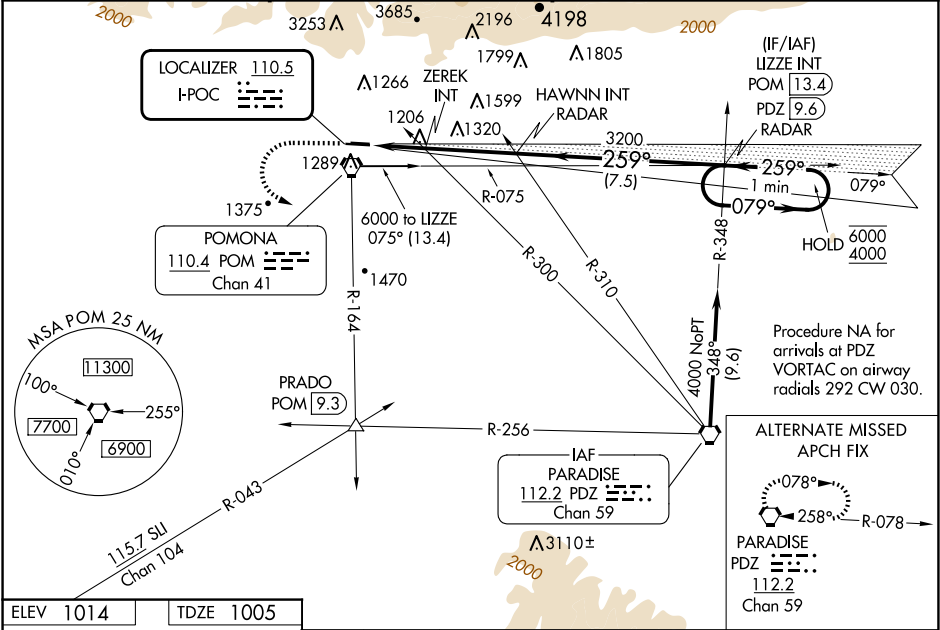 2000
3253
3685
2196
4198
2000
1799
1805
(IF/IAF)
LIZZE INT
POM 13.4
PDZ 9.6
RADAR
LOCALIZER 110.5
I-POC
1266
ZEREK
INT
1599
HAWNN INT
RADAR
1206
1320
3200
1289
259°
(7.5)
259°
1 min
079°
079°
R-075
1375
6000 to LIZZE
075° (13.4)
HOLD 6000
4000
POMONA
110.4 POM
Chan 41
1470
R-164
R-300
R-310
R-348
MSA POM 25 NM
11300
100°
255°
7700
6900
010°
4000 NoPT
348°
(9.6)
Procedure NA for
arrivals at PDZ
VORTAC on airway
radials 292 CW 030.
PRADO
POM 9.3
R-256
IAF
PARADISE
112.2 PDZ
Chan 59
R-043
115.7 SLI
Chan 104
3110±
2000
ALTERNATE MISSED
APCH FIX
078°
258°
R-078
PARADISE
PDZ
112.2
Chan 59
ELEV 1014
TDZE 1005